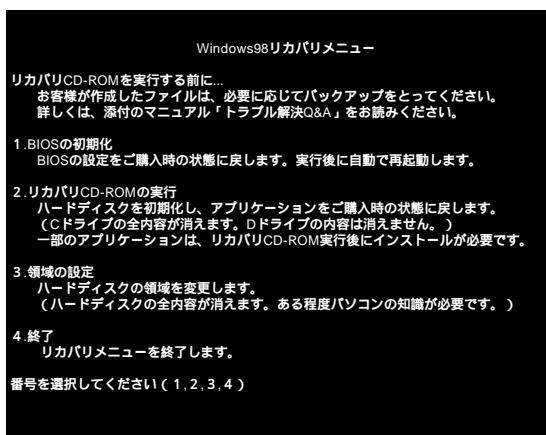 Windows98リカバリメニュー
リカバリCD-ROMを実行する前に...
お客様が作成したファイルは、必要に応じてバックアップをとってください。
詳しくは、添付のマニュアル「トラブル解決Q&A」をお読みください。
1.BIOSの初期化
BIOSの設定をご購入時の状態に戻します。実行後に自動で再起動します。
2.リカバリCD-ROMの実行
ハードディスクを初期化し、アプリケーションをご購入時の状態に戻します。
(Cドライブの全内容が消えます。Dドライブの内容は消えません。)
一部のアプリケーションは、リカバリCD-ROM実行後にインストールが必要です。
3.領域の設定
ハードディスクの領域を変更します。
(ハードディスクの全内容が消えます。ある程度パソコンの知識が必要です。)
4.終了
リカバリメニューを終了します。
番号を選択してください(1,2,3,4)